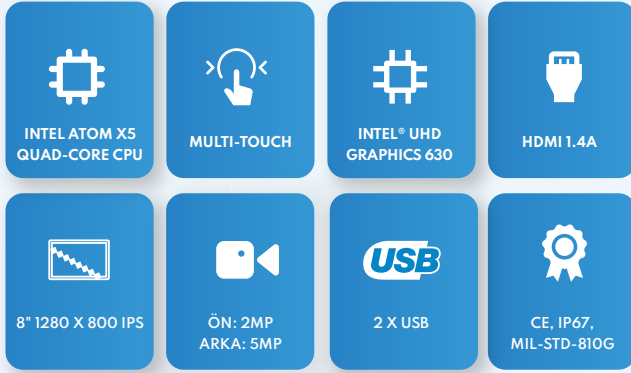 INTEL ATOM X5
QUAD-CORE CPU
MULTI-TOUCH
INTEL® UHD
GRAPHICS 630
HDMI 1.4A
8" 1280 X 800 IPS
ÖN: 2MP
ARKA: 5MP
USB
2 X USB
CE, IP67,
MIL-STD-810G